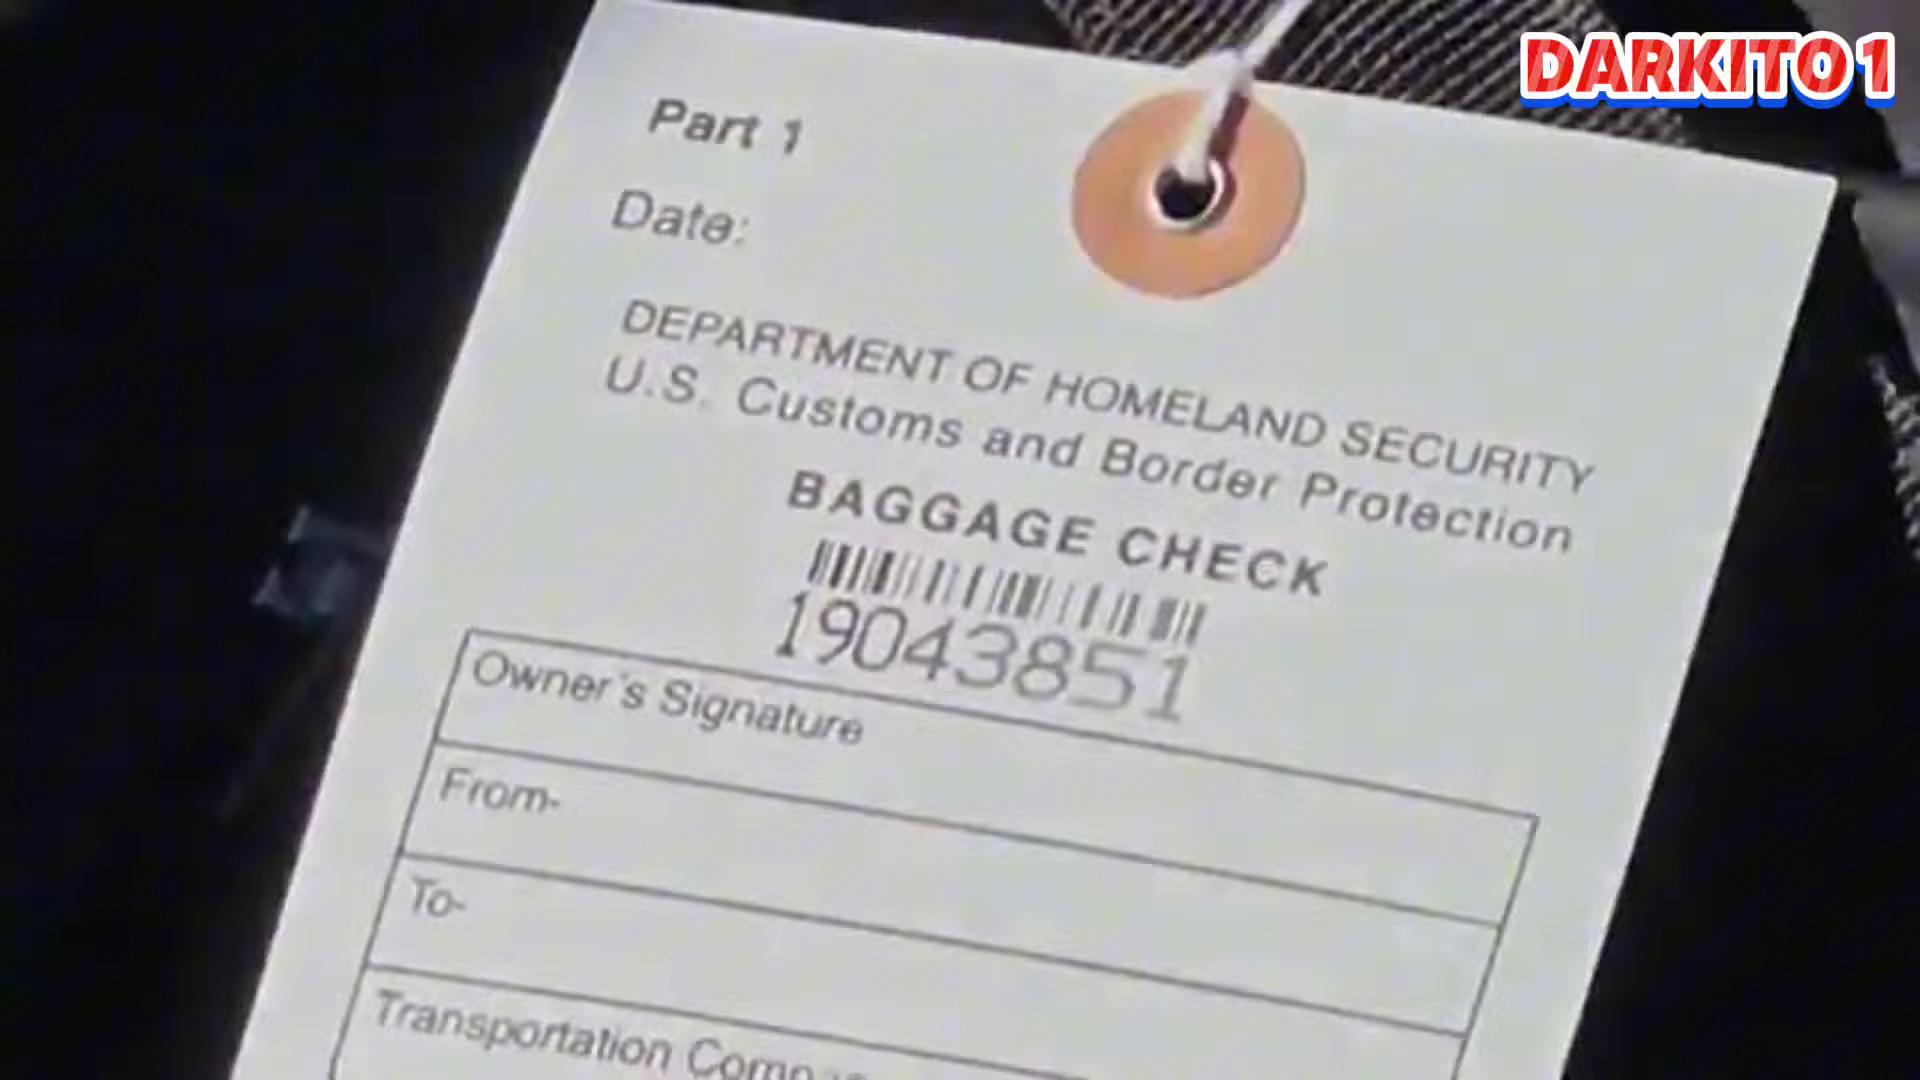 DARKITO1
Part 1
Date:
DEPARTMENT OF HOMELAND SECURITY
U.S. Customs and Border Protection
BAGGAGE CHECK
19043851
Owner's Signature
From-
To-
Transportation